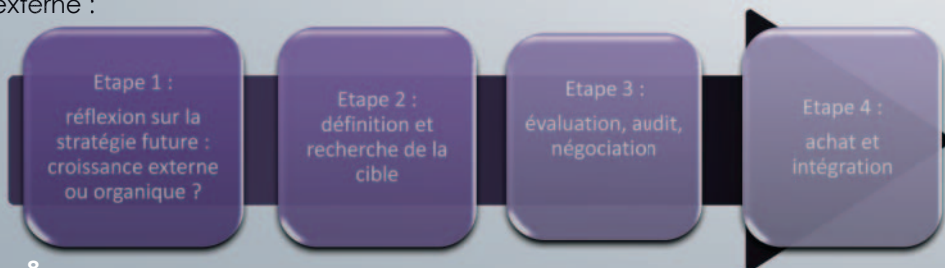 externe :
Etape 1 :
réflexion sur la
stratégie future :
croissance externe
ou organique ?
Etape 2 :
définition et
recherche de la
cible
Etape 3 :
évaluation, audit,
négociation
Etape 4 :
achat et
intégration